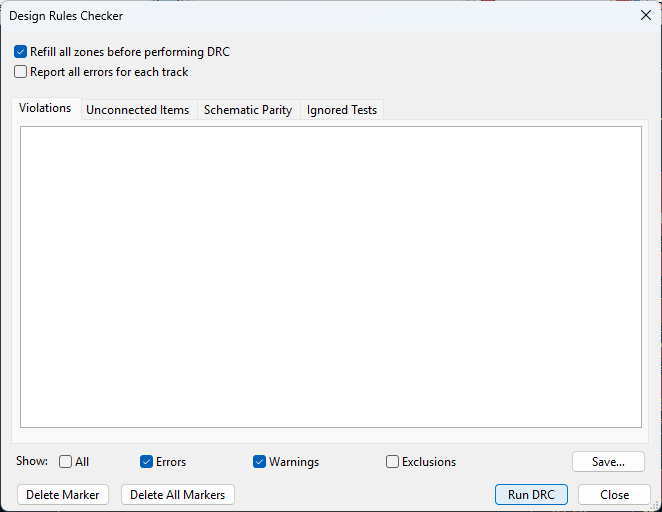 Design Rules Checker
Refill all zones before performing DRC
Report all errors for each track
Violations Unconnected Items Schematic Parity Ignored Tests
Show: All Errors Warnings Exclusions Save...
Delete Marker Delete All Markers Run DRC Close